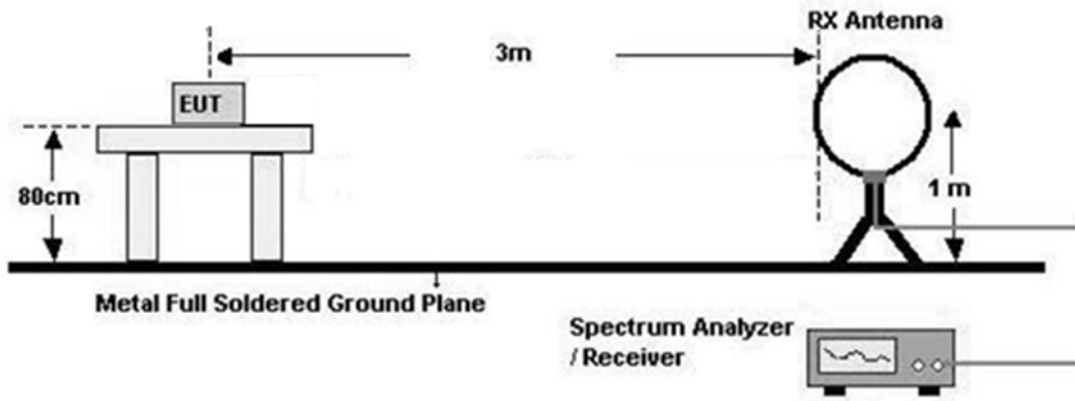 RX Antenna
3m
EUT
80cm
1 m
Metal Full Soldered Ground Plane
Spectrum Analyzer
/ Receiver